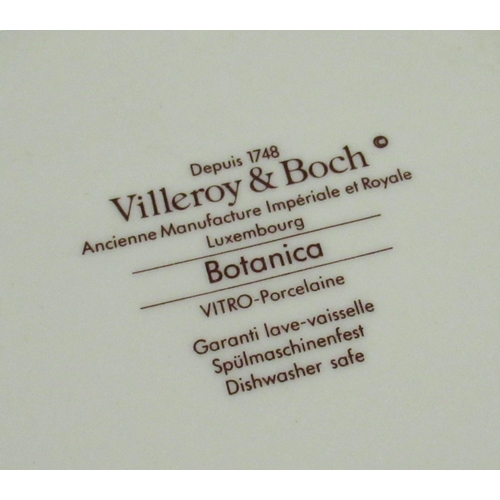 Depuis 1748
Villeroy & Boch ©
Ancienne Manufacture Impériale et Royale
Luxembourg
Botanica
VITRO-Porcelaine
Garanti lave-vaisselle
Spülmaschinenfest
Dishwasher safe